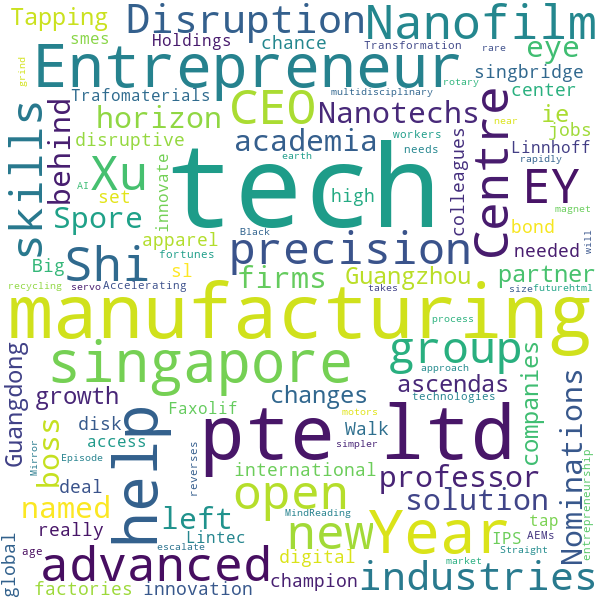 Tapping
Disruption
Nanofilm
smes
Holdings
chance
Transformation
rare
eye
grind
Entrepreneur
singbridge
center
Trafomaterials
multidisciplinary
rotary
skills
behind
horizon
CEO
Nanotechs
Centre
ie
jobs
disruptive
academia
workers
near
Linnhoff
Xu
innovate
tech
earth
needs
colleagues
rapidly
AI
set
high
EY
magnet
Spore
apparel
Black
precision
bond
will
Big
Shi
fortunes
needed
sl
firms
Guangzhou
partner
recycling
servo
Accelerating
takes
size
futurehtml
manufacturing
process
Guangdong
singapore
group
companies
approach
growth
changes
ascendas
technologies
Nominations
entrepreneurship
boss
Faxolif
motors
disk
help
pte ltd
Walk
simpler
access
Mirror
Episode
reverses
international
professor
deal
open
solution
named
left
new
Year
MindReading
IPS
tap
really
Lintec
AEMs
global
age
escalate
digital
Straight
advanced
champion
market
industries
factories
innovation